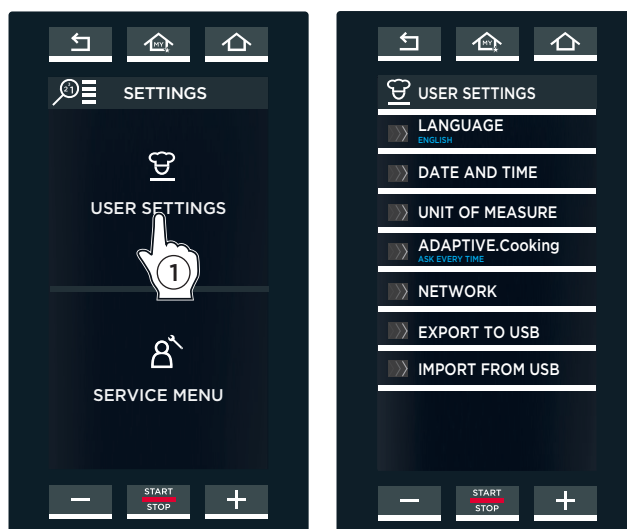 MY
SETTINGS
USER SETTINGS
1
SERVICE MENU
START
STOP
MY
USER SETTINGS
LANGUAGE
ENGLISH
DATE AND TIME
UNIT OF MEASURE
ADAPTIVE.Cooking
ASK EVERY TIME
NETWORK
EXPORT TO USB
IMPORT FROM USB
START
STOP